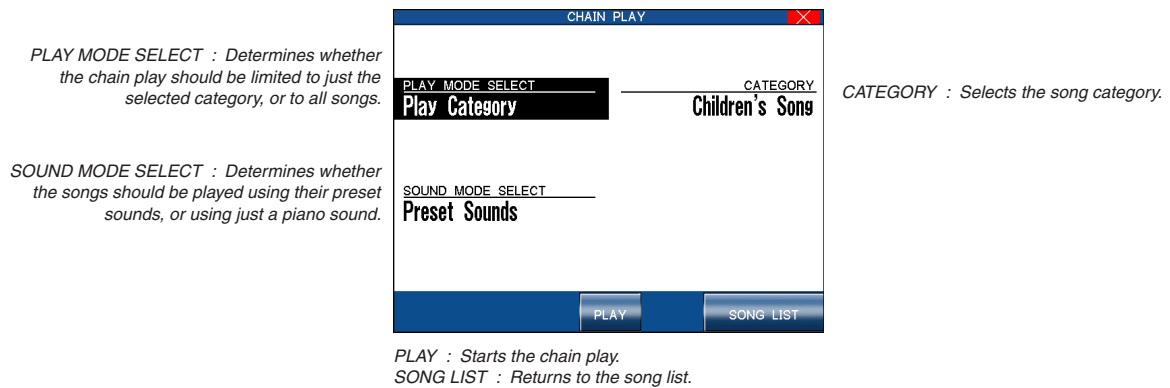 CHAIN PLAY
PLAY MODE SELECT : Determines whether
the chain play should be limited to just the
selected category, or to all songs.
PLAY MODE SELECT
Play Category
CATEGORY
Children's Song
CATEGORY : Selects the song category.
SOUND MODE SELECT : Determines whether
the songs should be played using their preset
sounds, or using just a piano sound.
SOUND MODE SELECT
Preset Sounds
PLAY
SONG LIST
PLAY : Starts the chain play.
SONG LIST : Returns to the song list.